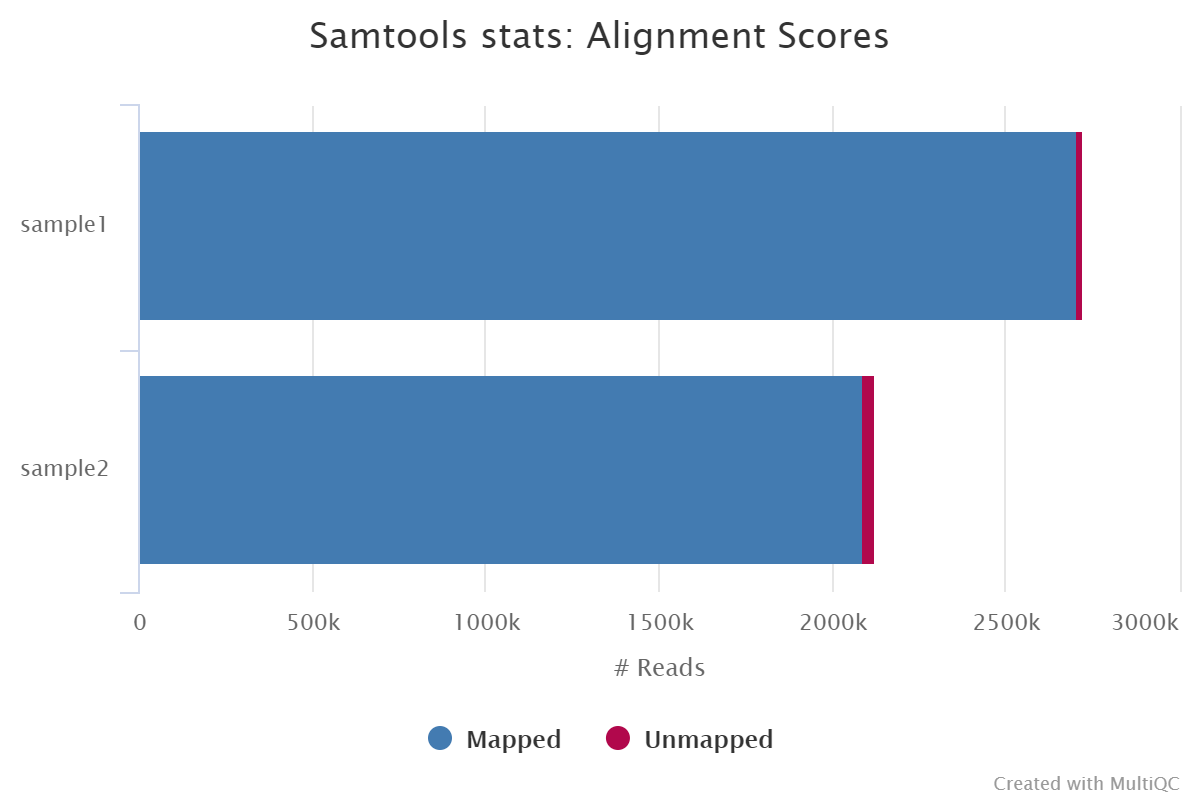 Samtools stats: Alignment Scores
sample1
sample2
0 500k 1000k 1500k 2000k 2500k 3000k
# Reads
Mapped Unmapped
Created with MultiQC